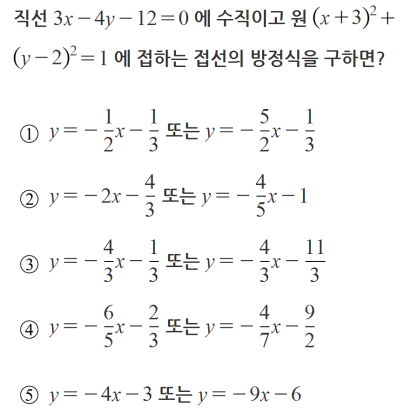 직선 3x－4y－12＝0 에 수직이고 원 (x＋3)²＋
(y－2)²＝1 에 접하는 접선의 방정식을 구하면?
① y＝－\frac{1}{2}x－\frac{1}{3} 또는 y＝－\frac{5}{2}x－\frac{1}{3}
② y＝－2x－\frac{4}{3} 또는 y＝－\frac{4}{5}x－1
③ y＝－\frac{4}{3}x－\frac{1}{3} 또는 y＝－\frac{4}{3}x－\frac{11}{3}
④ y＝－\frac{6}{5}x－\frac{2}{3} 또는 y＝－\frac{4}{7}x－\frac{9}{2}
⑤ y＝－4x－3 또는 y＝－9x－6